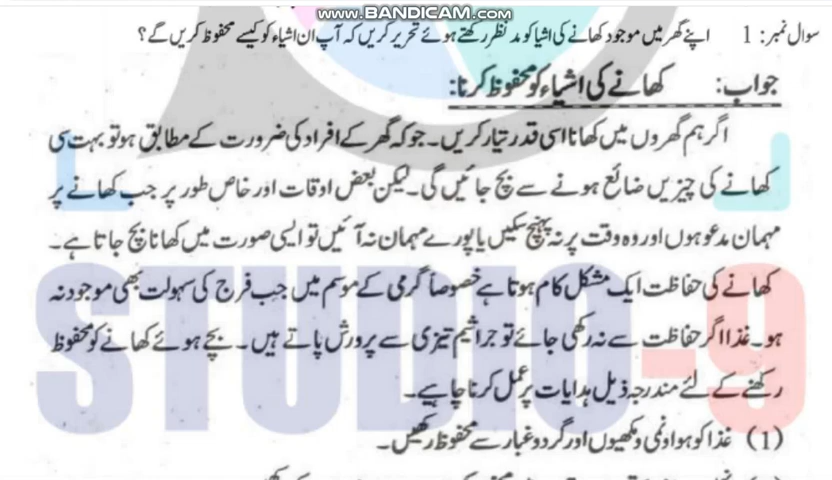 www.BANDICAM.com
سوال نمبر: 1 اپنے گھر میں موجود کھانے کی اشیا کو مدنظر رکھتے ہوئے تحریر کریں کہ آپ ان اشیاء کو کیسے محفوظ کریں گے؟
جواب: کھانے کی اشیاء کو محفوظ کرنا:
اگر ہم گھروں میں کھانا اسی قدر تیار کریں۔ جو کہ گھر کے افراد کی ضرورت کے مطابق ہو تو بہت سی
کھانے کی چیزیں ضائع ہونے سے بچ جائیں گی۔ لیکن بعض اوقات اور خاص طور پر جب کھانے پر
مہمان مدعو ہوں اور وہ وقت پر نہ پہنچ سکیں یا پورے مہمان نہ آئیں تو ایسی صورت میں کھانا بچ جاتا ہے۔
کھانے کی حفاظت ایک مشکل کام ہوتا ہے خصوصاً گرمی کے موسم میں جب فرج کی سہولت بھی موجود نہ
ہو۔ غذا اگر حفاظت سے نہ رکھی جائے تو جراثیم تیزی سے پرورش پاتے ہیں۔ بچے ہوئے کھانے کو محفوظ
رکھنے کے لئے مندرجہ ذیل ہدایات پر عمل کرنا چاہیے۔
(1) غذا کو ہوا و نمی و مکھیوں اور گرد و غبار سے محفوظ رکھیں۔
STUDIO-9